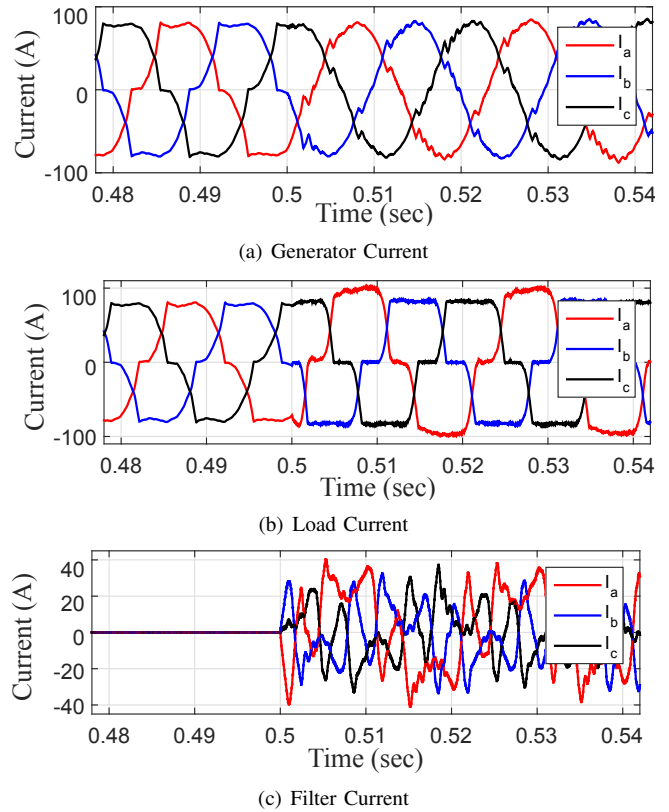 100
0
-100
Current (A)
I_a
I_b
I_c
0.48 0.49 0.5 0.51 0.52 0.53 0.54
Time (sec)
(a) Generator Current
100
0
-100
Current (A)
I_a
I_b
I_c
0.48 0.49 0.5 0.51 0.52 0.53 0.54
Time (sec)
(b) Load Current
40
20
0
-20
-40
Current (A)
I_a
I_b
I_c
0.48 0.49 0.5 0.51 0.52 0.53 0.54
Time (sec)
(c) Filter Current